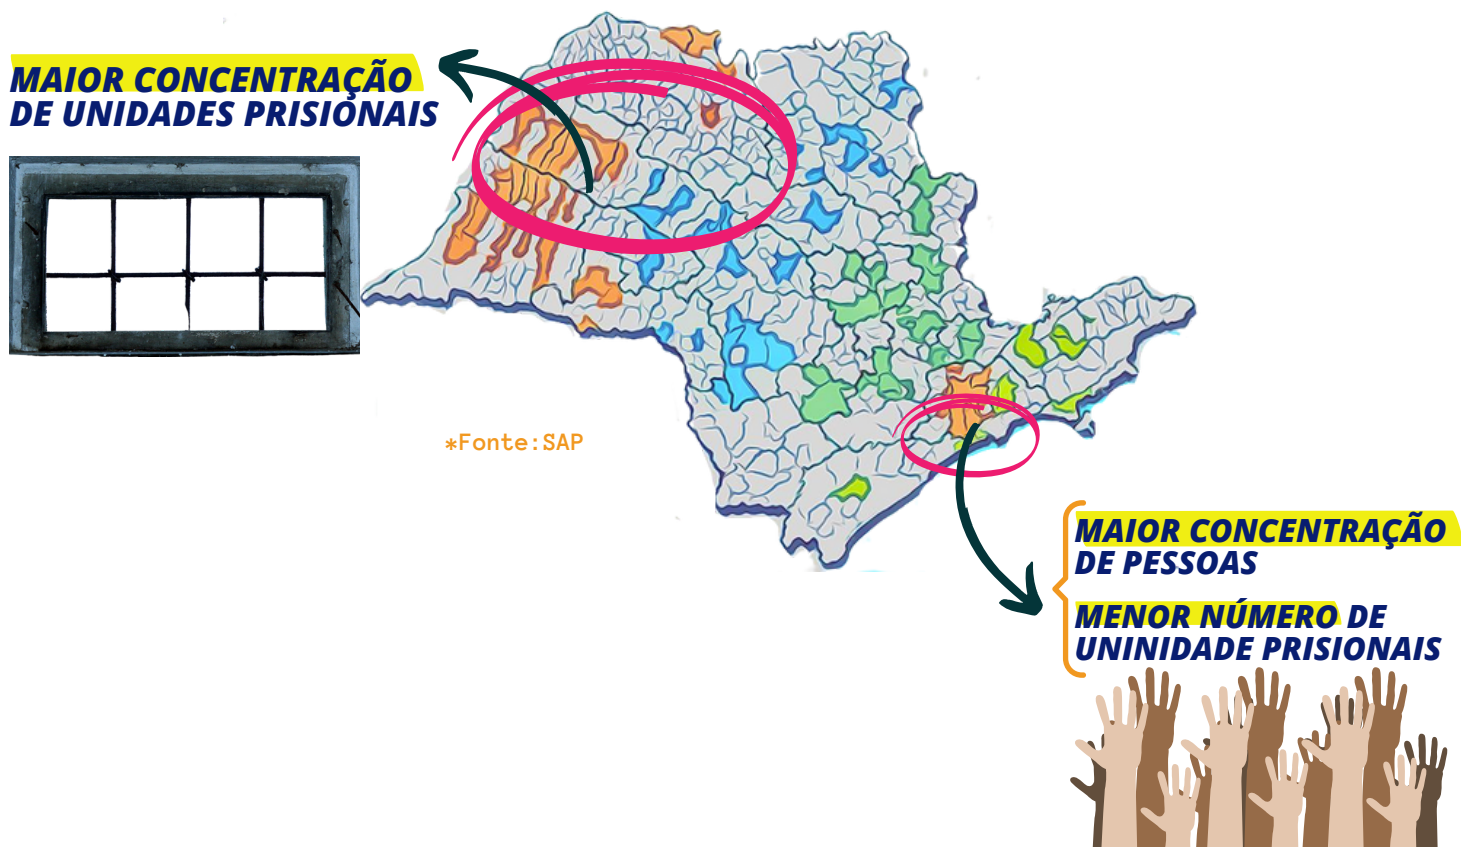 MAIOR CONCENTRAÇÃO
DE UNIDADES PRISIONAIS
*Fonte:SAP
MAIOR CONCENTRAÇÃO
DE PESSOAS
MENOR NÚMERO DE
UNINIDADE PRISIONAIS